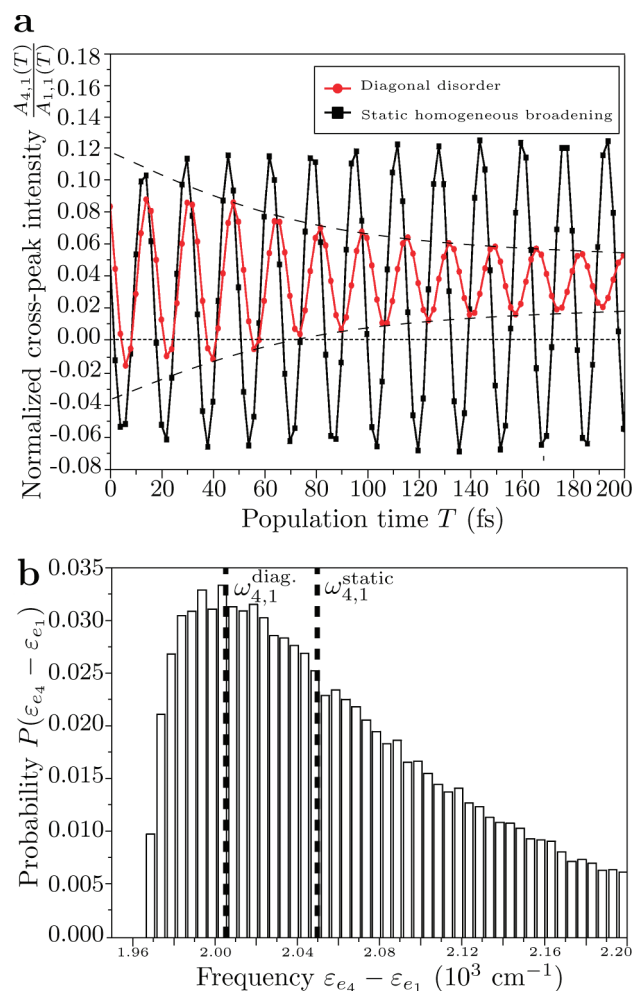 a
Normalized cross-peak intensity A4,1(T)/A1,1(T)
0.18
0.16
0.14
0.12
0.10
0.08
0.06
0.04
0.02
0.00
-0.02
-0.04
-0.06
-0.08
Diagonal disorder
Static homogeneous broadening
0 20 40 60 80 100 120 140 160 180 200
Population time T (fs)
b
Probability P(εe4 − εe1)
0.035
0.030
0.025
0.020
0.015
0.010
0.005
0.000
ω4,1^diag. ω4,1^static
1.96 2.00 2.04 2.08 2.12 2.16 2.20
Frequency εe4 − εe1 (10³ cm⁻¹)